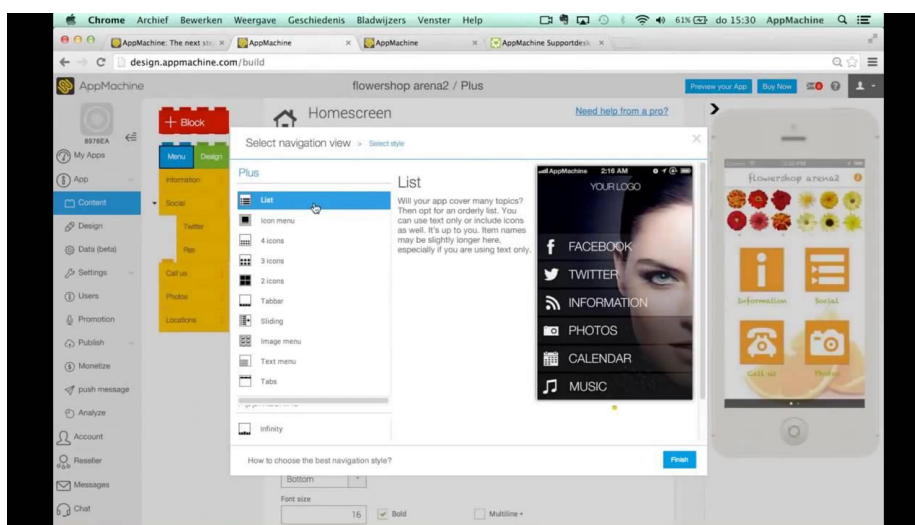 Chrome Archief Bewerken Weergave Geschiedenis Bladwijzers Venster Help 61% do 15:30 AppMachine
AppMachine: The next str
AppMachine
AppMachine
AppMachine Supportdesk
design.appmachine.com/build
AppMachine
flowershop arena2 / Plus
Preview your App
Buy Now
0
8978EA
My Apps
App
Content
Design
Data (beta)
Settings
Users
Promotion
Publish
Monetize
push message
Analyze
Account
Reseller
Messages
Chat
+ Block
Menu
Design
Information
Social
Twitter
Call us
Photos
Locations
Homescreen
Need help from a pro?
Select navigation view > Select style
Plus
List
Icon menu
4 icons
3 icons
2 icons
Tabbar
Sliding
Image menu
Text menu
Tabs
Infinity
List
Will your app cover many topics?
Then opt for an orderly list. You
can use text only or include icons
as well. It's up to you. Item names
may be slightly longer here,
especially if you are using text only.
AppMachine 2:16 AM
YOUR LOGO
FACEBOOK
TWITTER
INFORMATION
PHOTOS
CALENDAR
MUSIC
How to choose the best navigation style?
Finish
Bottom
Font size
16
Bold
Multiline
flowershop arena2
Information
Social
Call us
Photos